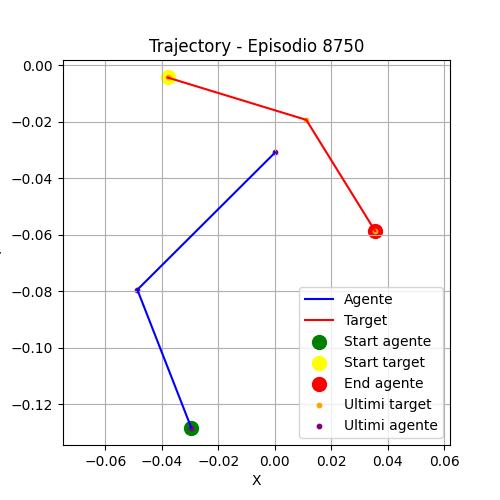 Trajectory - Episodio 8750
0.00
−0.02
−0.04
−0.06
−0.08
−0.10
−0.12
−0.06
−0.04
−0.02
0.00
0.02
0.04
0.06
X
Agente
Target
Start agente
Start target
End agente
Ultimi target
Ultimi agente